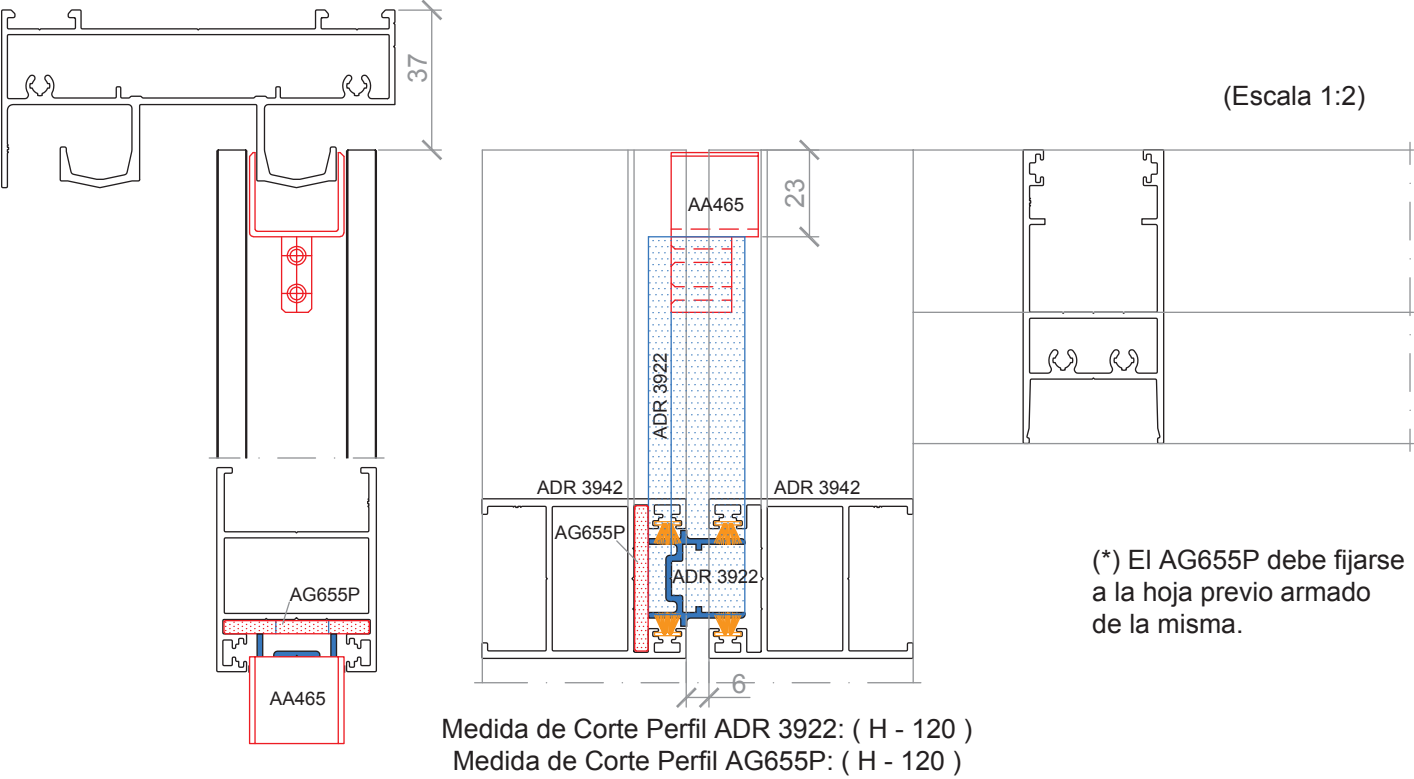 37
(Escala 1:2)
AA465
23
ADR 3922
ADR 3942
ADR 3942
AG655P
ADR 3922
AG655P
AA465
(*) El AG655P debe fijarse
a la hoja previo armado
de la misma.
6
Medida de Corte Perfil ADR 3922: ( H - 120 )
Medida de Corte Perfil AG655P: ( H - 120 )